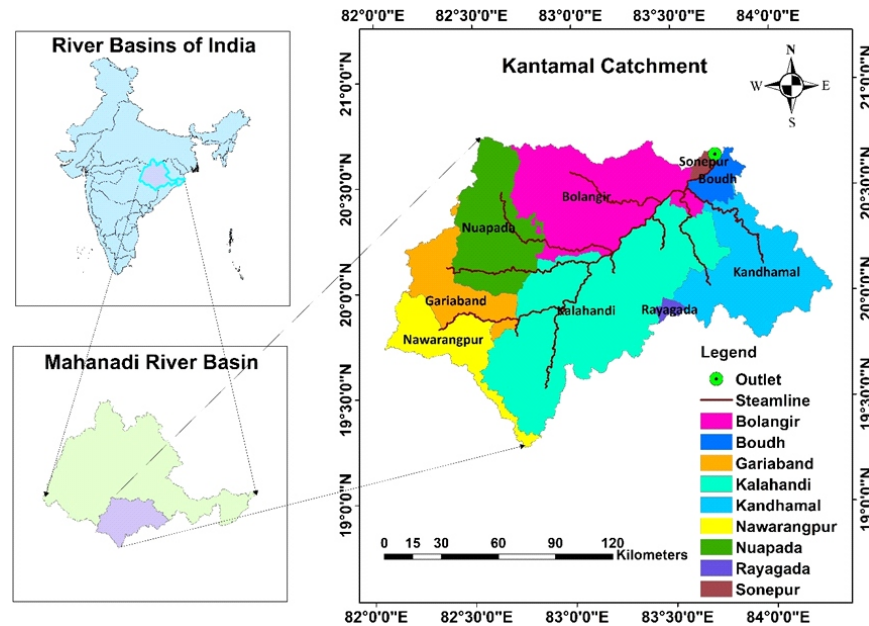 River Basins of India
Mahanadi River Basin
82°0'0"E 82°30'0"E 83°0'0"E 83°30'0"E 84°0'0"E
Kantamal Catchment
N
W E
S
21°0'0"N
20°30'0"N
20°0'0"N
19°30'0"N
19°0'0"N
21°0'0"N
20°30'0"N
20°0'0"N
19°30'0"N
19°0'0"N
Sonepur
Boudh
Bolangir
Nuapada
Kandhamal
Gariaband
Kalahandi
Rayagada
Nawarangpur
Legend
Outlet
Steamline
Bolangir
Boudh
Gariaband
Kalahandi
Kandhamal
Nawarangpur
Nuapada
Rayagada
Sonepur
0 15 30 60 90 120
Kilometers
82°0'0"E 82°30'0"E 83°0'0"E 83°30'0"E 84°0'0"E